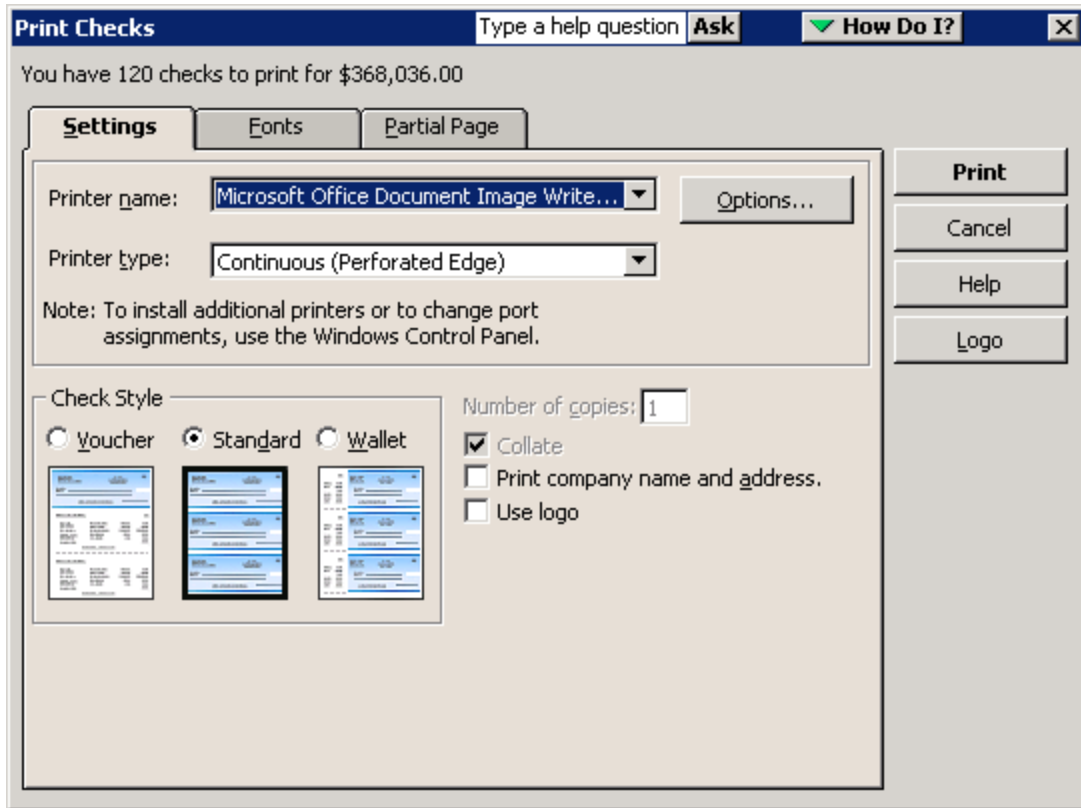 Print Checks
Type a help question Ask How Do I?
You have 120 checks to print for $368,036.00
Settings Fonts Partial Page
Printer name: Microsoft Office Document Image Write... Options...
Printer type: Continuous (Perforated Edge)
Note: To install additional printers or to change port
assignments, use the Windows Control Panel.
Print
Cancel
Help
Logo
Check Style
Voucher Standard Wallet
Number of copies: 1
Collate
Print company name and address.
Use logo